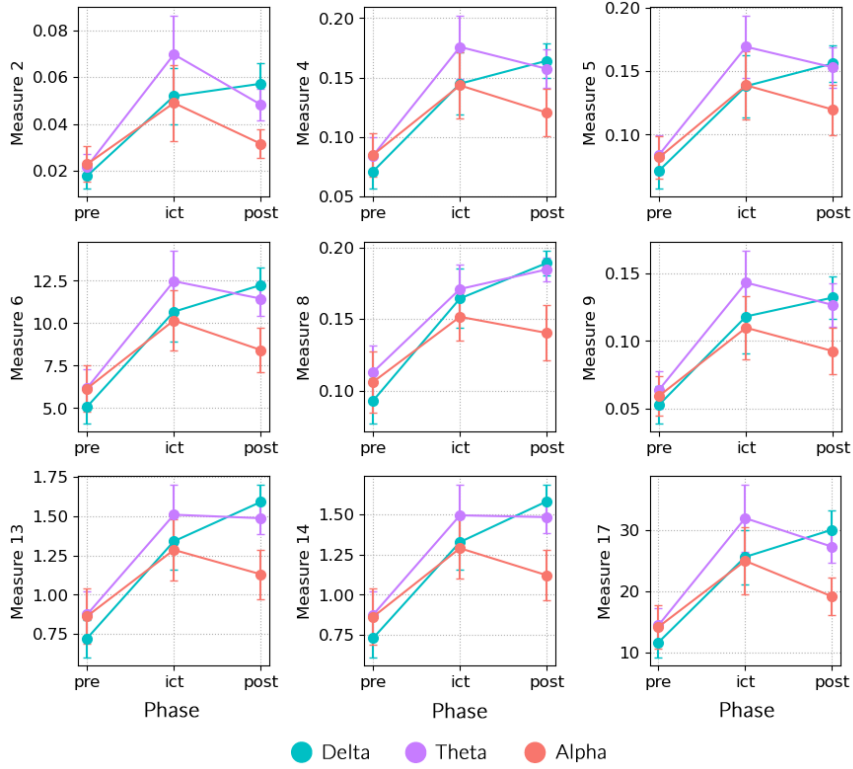 Measure 2
0.08
0.06
0.04
0.02
pre
ict
post
Measure 4
0.20
0.15
0.10
0.05
pre
ict
post
Measure 5
0.20
0.15
0.10
pre
ict
post
Measure 6
12.5
10.0
7.5
5.0
pre
ict
post
Measure 8
0.20
0.15
0.10
pre
ict
post
Measure 9
0.15
0.10
0.05
pre
ict
post
Measure 13
1.75
1.50
1.25
1.00
0.75
pre
ict
post
Phase
Measure 14
1.50
1.25
1.00
0.75
pre
ict
post
Phase
Measure 17
30
20
10
pre
ict
post
Phase
Delta
Theta
Alpha